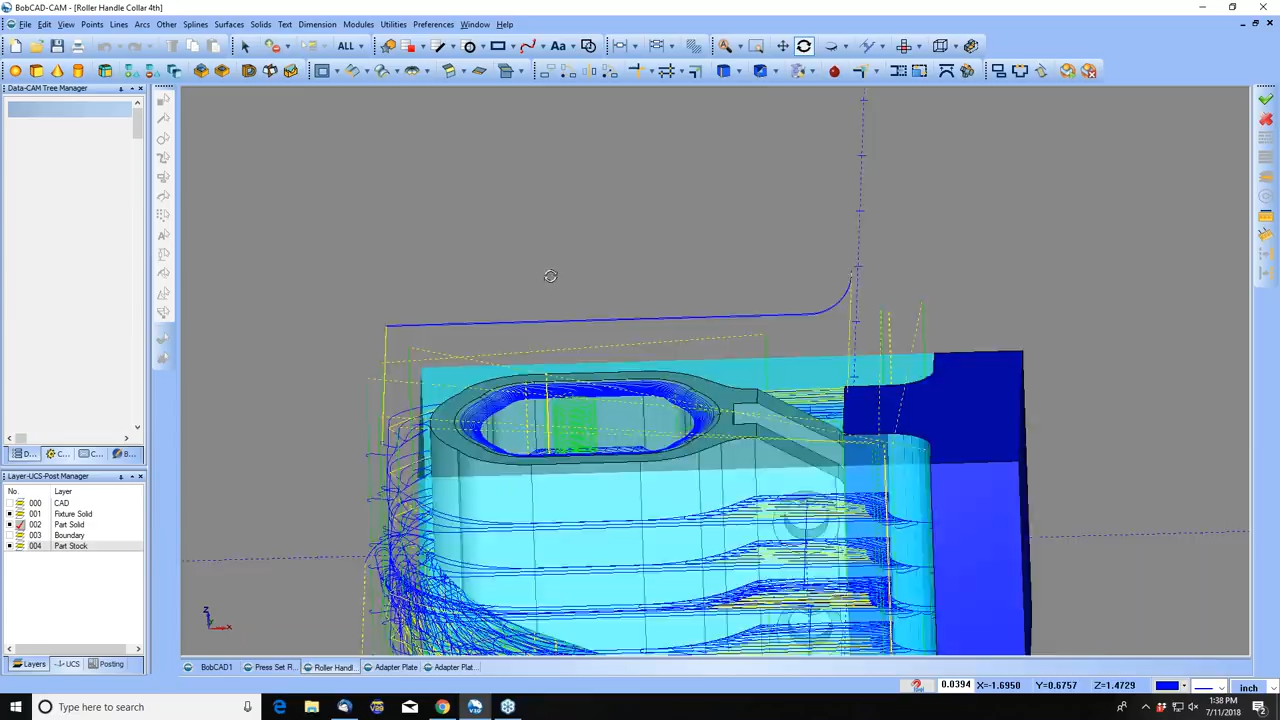 BobCAD-CAM - [Roller Handle Collar 4th]
File Edit View Points Lines Arcs Other Splines Surfaces Solids Text Dimension Modules Utilities Preferences Window Help
ALL Aa
Data-CAM Tree Manager
D... C... C... B...
Layer-UCS-Post Manager
No. Layer
000 CAD
001 Fixture Solid
002 Part Solid
003 Boundary
004 Part Stock
Z
X
Layers UCS Posting
BobCAD1 Press Set R... Roller Handl... Adapter Plate Adapter Plat...
0.0394 X=-1.6950 Y=0.6757 Z=1.4729 inch
Type here to search
1:38 PM
7/11/2018